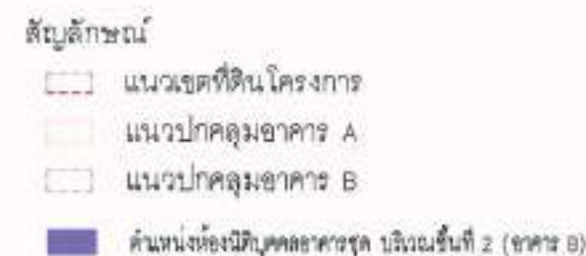 สัญลักษณ์
แนวเขตที่ดินโครงการ
แนวปกคลุมอาคาร A
แนวปกคลุมอาคาร B
ตำแหน่งห้องนิติบุคคลอาคารชุด บริเวณชั้นที่ 2 (อาคาร B)